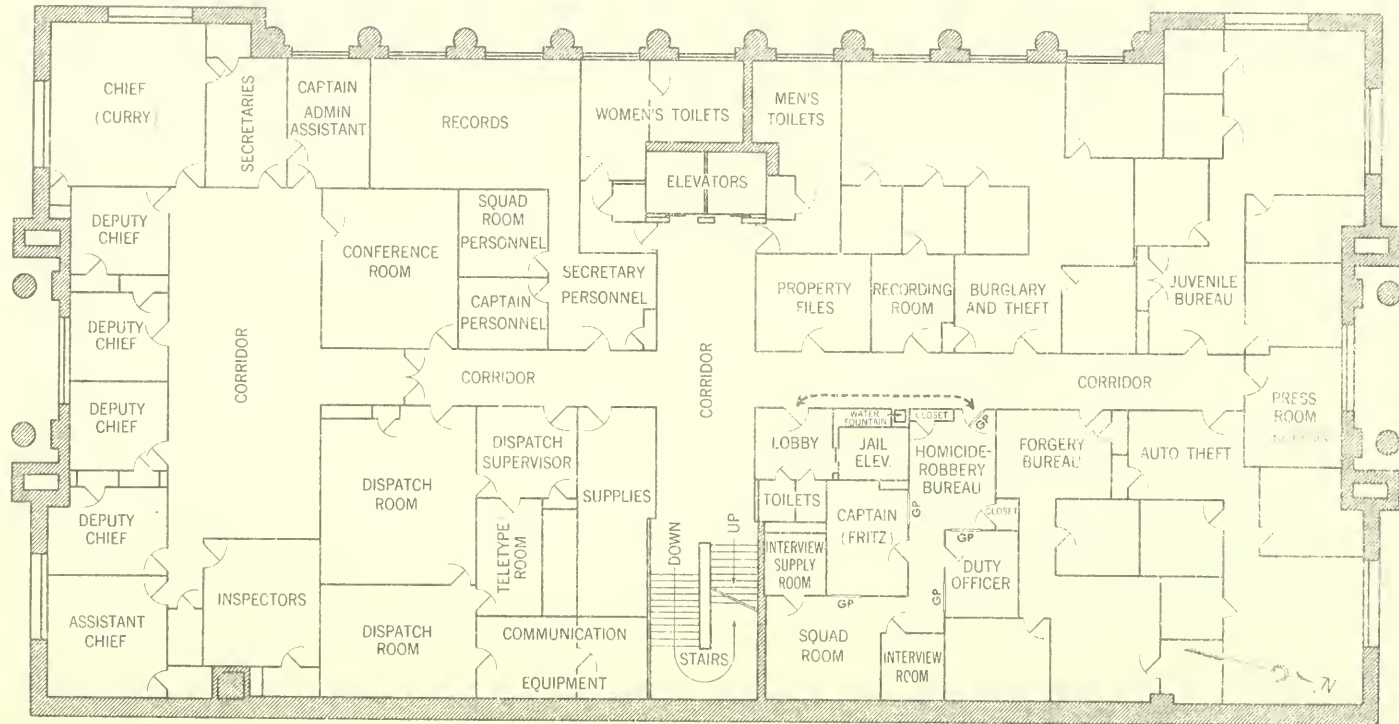 CHIEF
(CURRY)
SECRETARIES
CAPTAIN
ADMIN
ASSISTANT
RECORDS
WOMEN'S TOILETS
MEN'S
TOILETS
ELEVATORS
DEPUTY
CHIEF
CONFERENCE
ROOM
SQUAD
ROOM
PERSONNEL
CAPTAIN
PERSONNEL
SECRETARY
PERSONNEL
PROPERTY
FILES
RECORDING
ROOM
BURGLARY
AND THEFT
JUVENILE
BUREAU
DEPUTY
CHIEF
CORRIDOR
CORRIDOR
CORRIDOR
CORRIDOR
DEPUTY
CHIEF
PRESS
ROOM
LOBBY
WATER
FOUNTAIN
CLOSET
GP
JAIL
ELEV.
HOMICIDE-
ROBBERY
BUREAU
FORGERY
BUREAU
AUTO THEFT
DISPATCH
ROOM
DISPATCH
SUPERVISOR
SUPPLIES
TOILETS
CAPTAIN
(FRITZ)
GP
CLOSET
GP
DEPUTY
CHIEF
TELETYPE
ROOM
DOWN
UP
INTERVIEW
SUPPLY
ROOM
DUTY
OFFICER
GP
GP
ASSISTANT
CHIEF
INSPECTORS
DISPATCH
ROOM
COMMUNICATION
EQUIPMENT
STAIRS
SQUAD
ROOM
INTERVIEW
ROOM
N